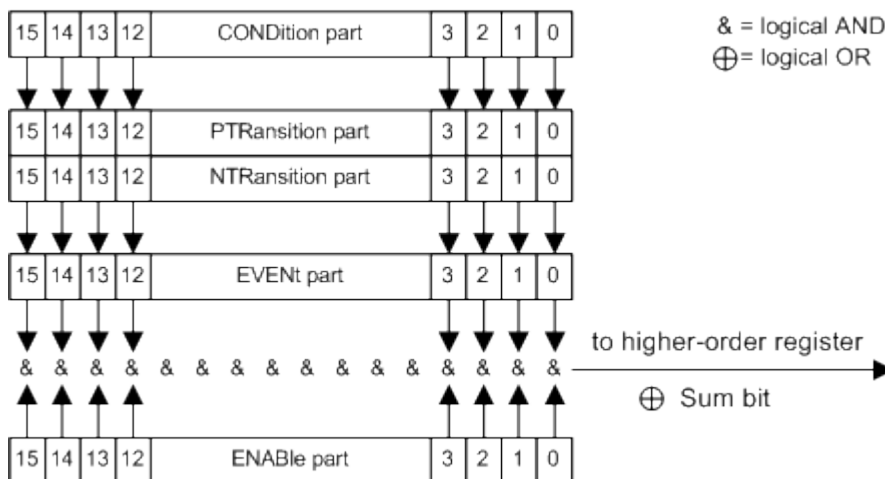 15 14 13 12 CONDition part 3 2 1 0
& = logical AND
⊕ = logical OR
15 14 13 12 PTRansition part 3 2 1 0
15 14 13 12 NTRansition part 3 2 1 0
15 14 13 12 EVENt part 3 2 1 0
& & & & & & & & & & & & & & & &
to higher-order register
⊕ Sum bit
15 14 13 12 ENABle part 3 2 1 0